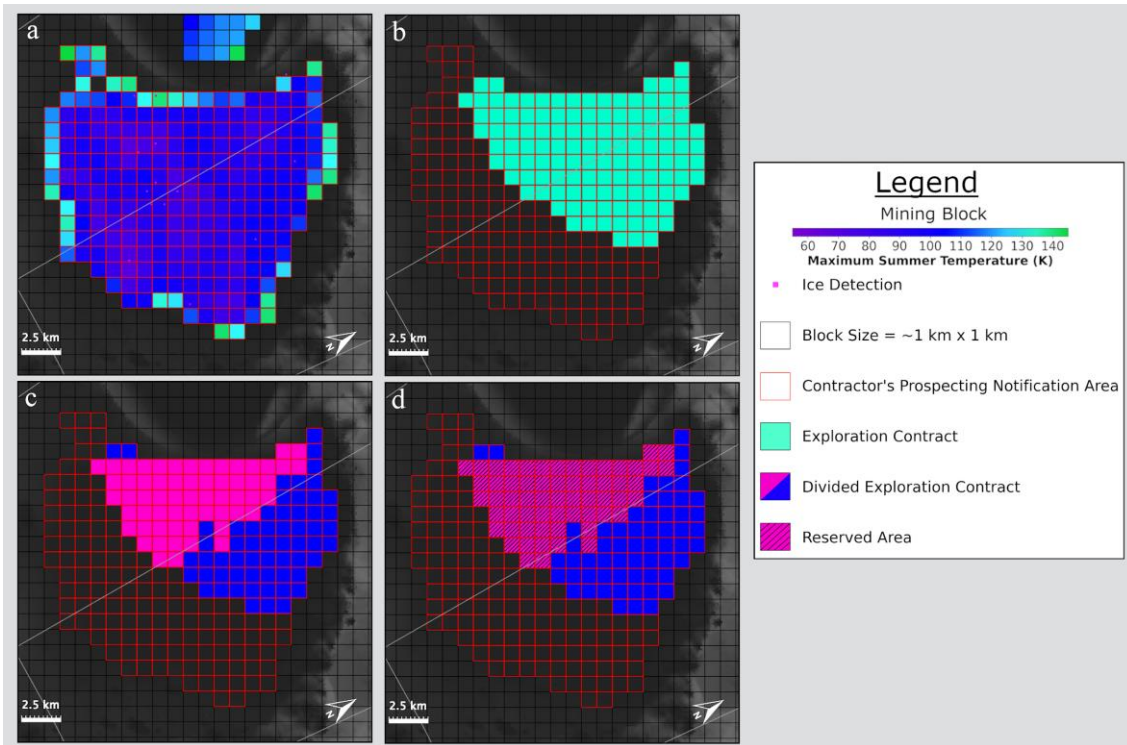 a
2.5 km
N
b
2.5 km
N
c
2.5 km
N
d
2.5 km
N
Legend
Mining Block
60 70 80 90 100 110 120 130 140
Maximum Summer Temperature (K)
Ice Detection
Block Size = ~1 km x 1 km
Contractor's Prospecting Notification Area
Exploration Contract
Divided Exploration Contract
Reserved Area